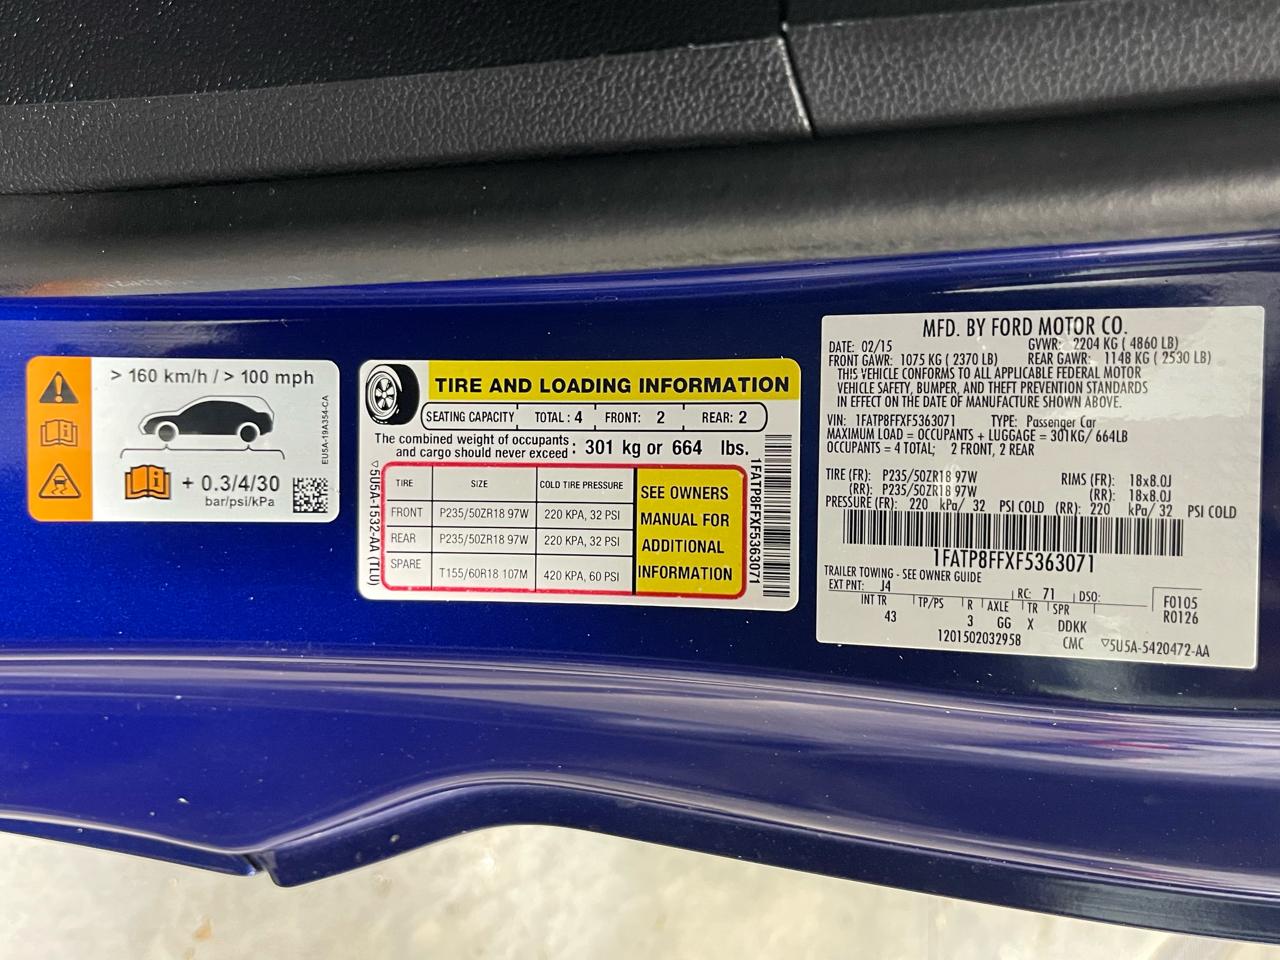 > 160 km/h / > 100 mph
+ 0.3/4/30
bar/psi/kPa
EU5A-19A354-CA
TIRE AND LOADING INFORMATION
SEATING CAPACITY TOTAL : 4 FRONT: 2 REAR: 2
The combined weight of occupants
and cargo should never exceed : 301 kg or 664 lbs.
TIRE SIZE COLD TIRE PRESSURE
FRONT P235/50ZR18 97W 220 KPA, 32 PSI
REAR P235/50ZR18 97W 220 KPA, 32 PSI
SPARE T155/60R18 107M 420 KPA, 60 PSI
SEE OWNERS
MANUAL FOR
ADDITIONAL
INFORMATION
▽5U5A-1532-AA (TLU)
1FATP8FFXF5363071
MFD. BY FORD MOTOR CO.
DATE: 02/15 GVWR: 2204 KG ( 4860 LB)
FRONT GAWR: 1075 KG ( 2370 LB) REAR GAWR: 1148 KG ( 2530 LB)
THIS VEHICLE CONFORMS TO ALL APPLICABLE FEDERAL MOTOR
VEHICLE SAFETY, BUMPER, AND THEFT PREVENTION STANDARDS
IN EFFECT ON THE DATE OF MANUFACTURE SHOWN ABOVE.
VIN: 1FATP8FFXF5363071 TYPE: Passenger Car
MAXIMUM LOAD = OCCUPANTS + LUGGAGE = 301KG/ 664LB
OCCUPANTS = 4 TOTAL; 2 FRONT, 2 REAR
TIRE (FR): P235/50ZR18 97W RIMS (FR): 18x8.0J
(RR): P235/50ZR18 97W (RR): 18x8.0J
PRESSURE (FR): 220 kPa/ 32 PSI COLD (RR): 220 kPa/ 32 PSI COLD
1FATP8FFXF5363071
TRAILER TOWING - SEE OWNER GUIDE
EXT PNT: J4 RC: 71 DSO:
F0105
R0126
INT TR TP/PS R AXLE TR SPR
43 3 GG X DDKK
1201502032958 CMC ▽5U5A-5420472-AA